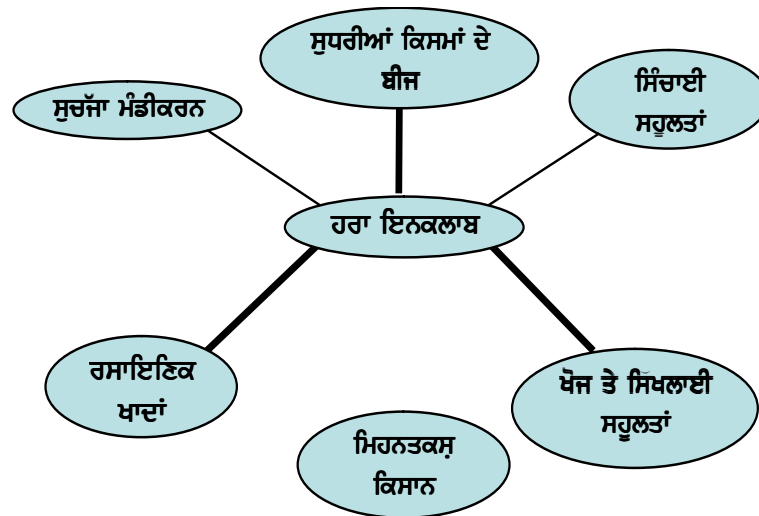 ਸੁਧਰੀਆਂ ਕਿਸਮਾਂ ਦੇ
ਬੀਜ
ਸੁਚੱਜਾ ਮੰਡੀਕਰਨ
ਸਿੰਚਾਈ
ਸਹੂਲਤਾਂ
ਹਰਾ ਇਨਕਲਾਬ
ਰਸਾਇਣਿਕ
ਖਾਦਾਂ
ਖੋਜ ਤੇ ਸਿੱਖਲਾਈ
ਸਹੂਲਤਾਂ
ਮਿਹਨਤਕਸ਼
ਕਿਸਾਨ